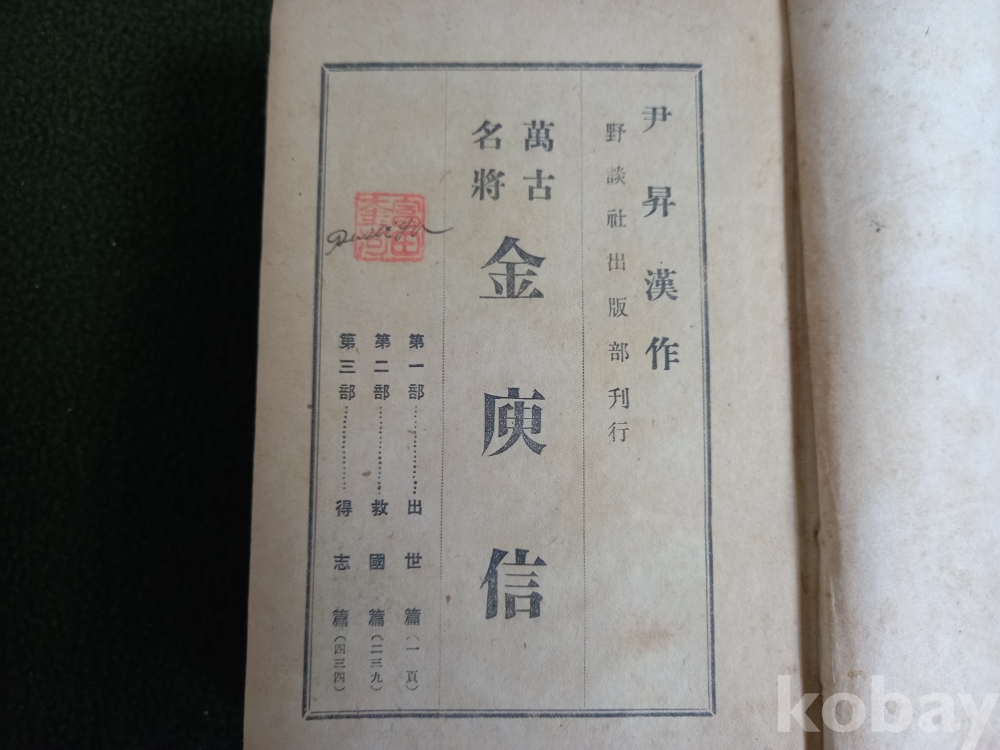 尹昇漢作
野談社出版部刊行
萬古
名將
金庾信
第一部……………出世篇(一頁)
第二部……………救國篇(二三九)
第三部……………得志篇(四三四)
kobay